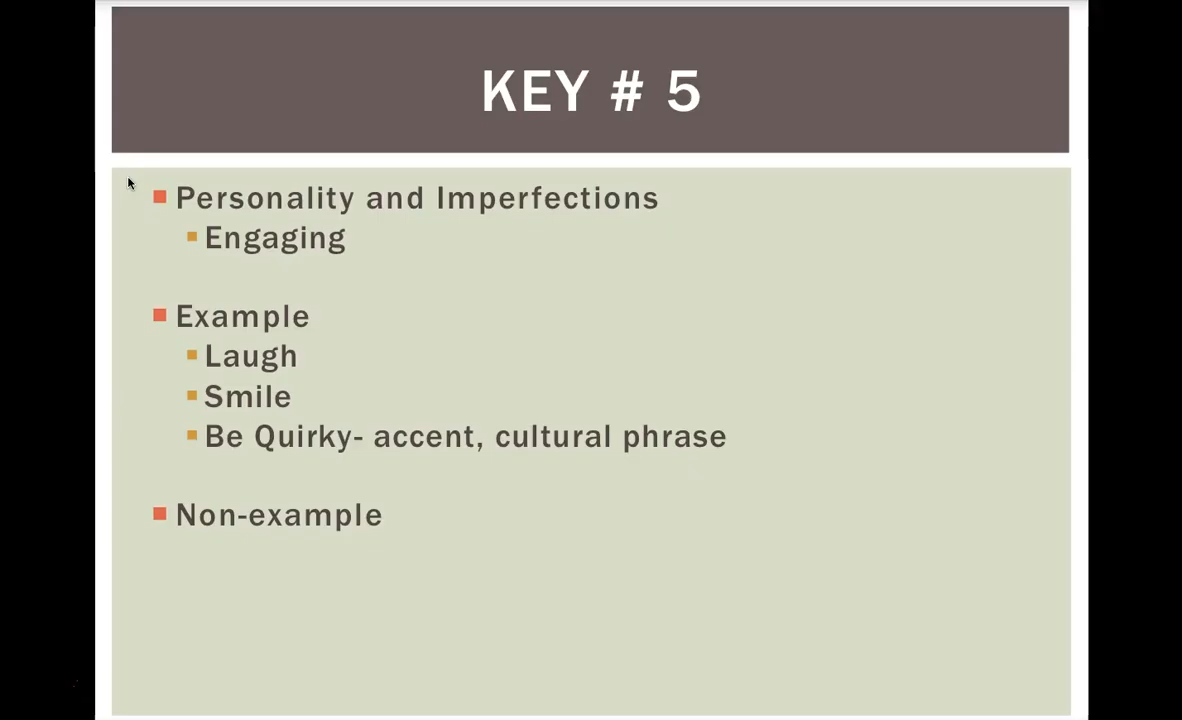 KEY # 5
Personality and Imperfections
Engaging
Example
Laugh
Smile
Be Quirky- accent, cultural phrase
Non-example